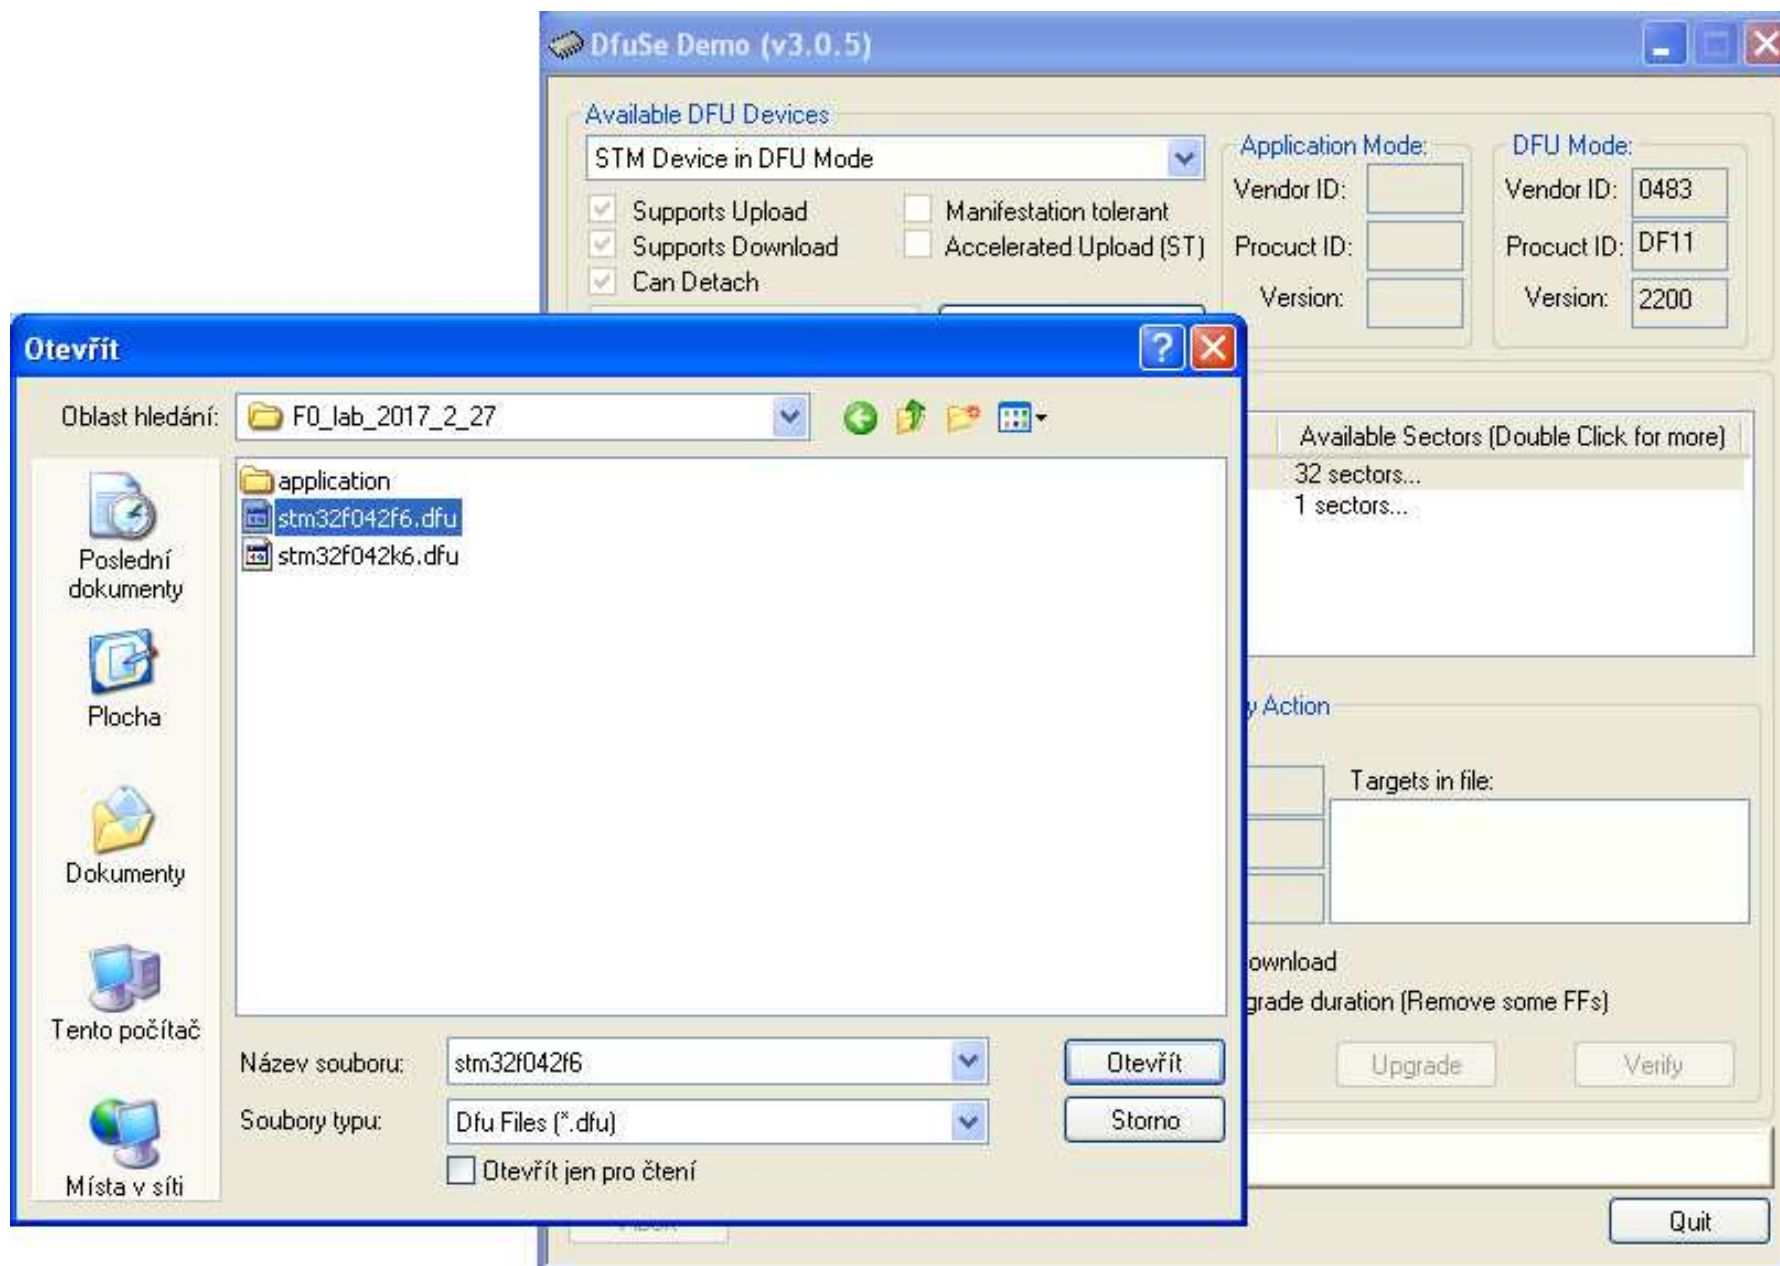 DfuSe Demo (v3.0.5)
Available DFU Devices
STM Device in DFU Mode
Supports Upload
Manifestation tolerant
Supports Download
Accelerated Upload (ST)
Can Detach
Application Mode:
Vendor ID:
Procuct ID:
Version:
DFU Mode:
Vendor ID: 0483
Procuct ID: DF11
Version: 2200
Otevřít
Oblast hledání: F0_lab_2017_2_27
application
stm32f042f6.dfu
stm32f042k6.dfu
Poslední
dokumenty
Plocha
Dokumenty
Tento počítač
Místa v síti
Název souboru: stm32f042f6
Otevřít
Soubory typu: Dfu Files (*.dfu)
Storno
Otevřít jen pro čtení
Available Sectors (Double Click for more)
32 sectors...
1 sectors...
y Action
Targets in file:
ownload
grade duration (Remove some FFs)
Upgrade
Verify
Quit